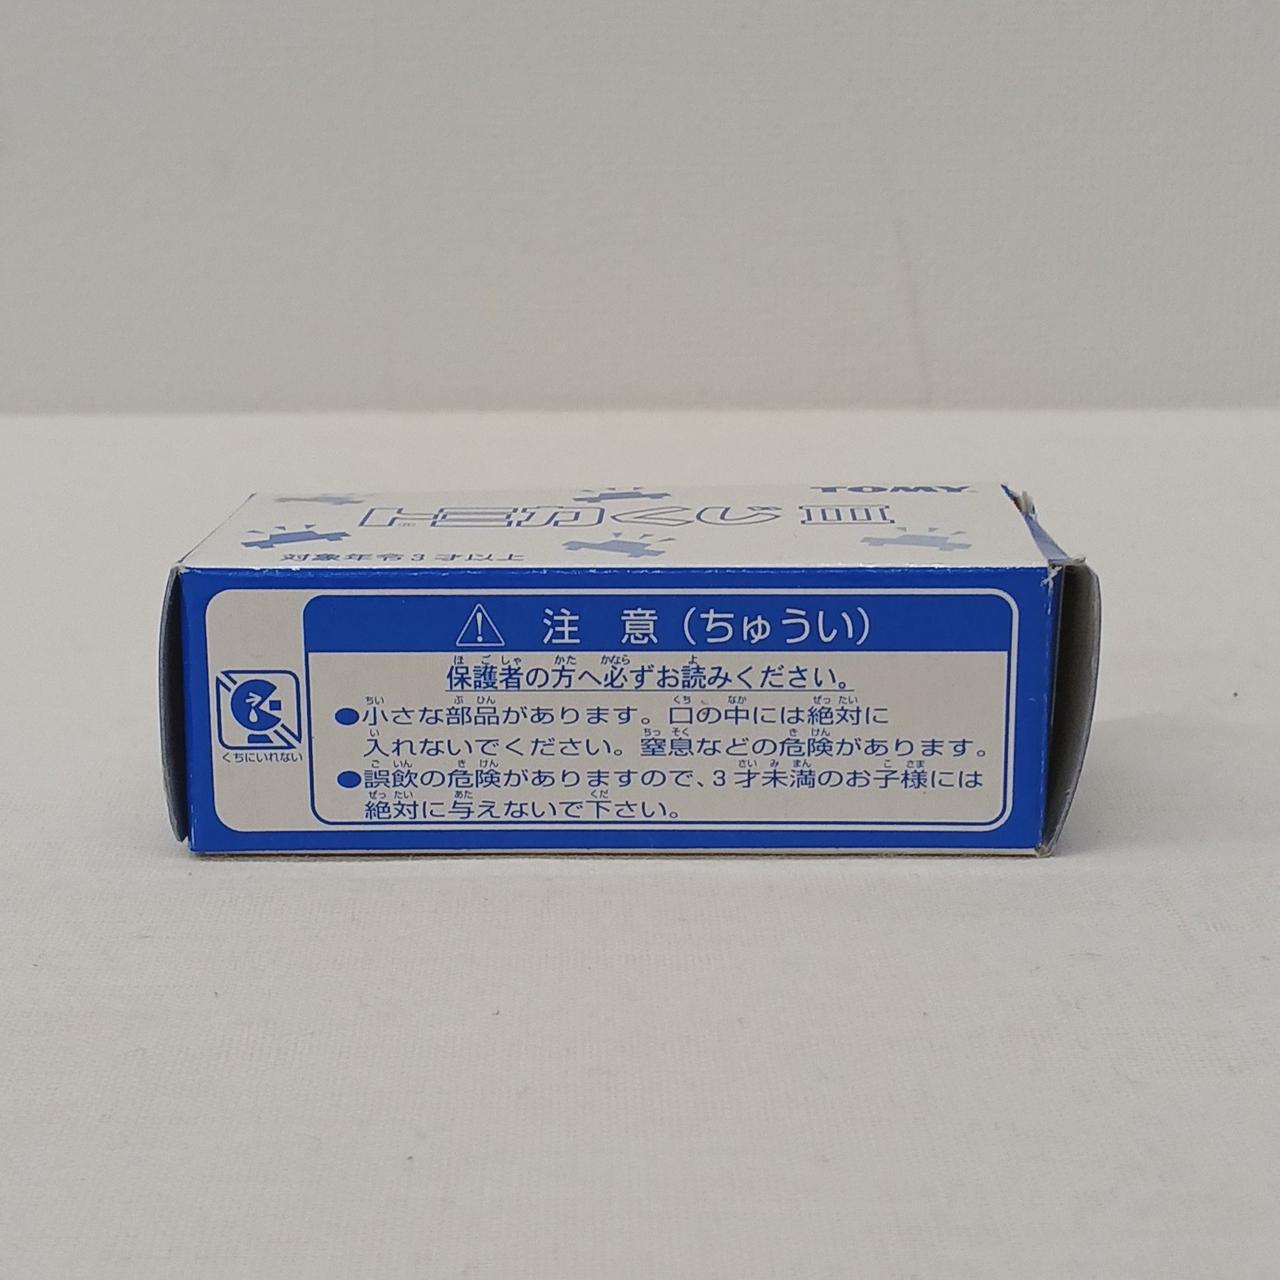 TOMY
トミカくじⅢ
対象年令3才以上
注意(ちゅうい)
保護者の方へ必ずお読みください。
●小さな部品があります。口の中には絶対に
入れないでください。窒息などの危険があります。
●誤飲の危険がありますので、3才未満のお子様には
絶対に与えないで下さい。
くちにいれない